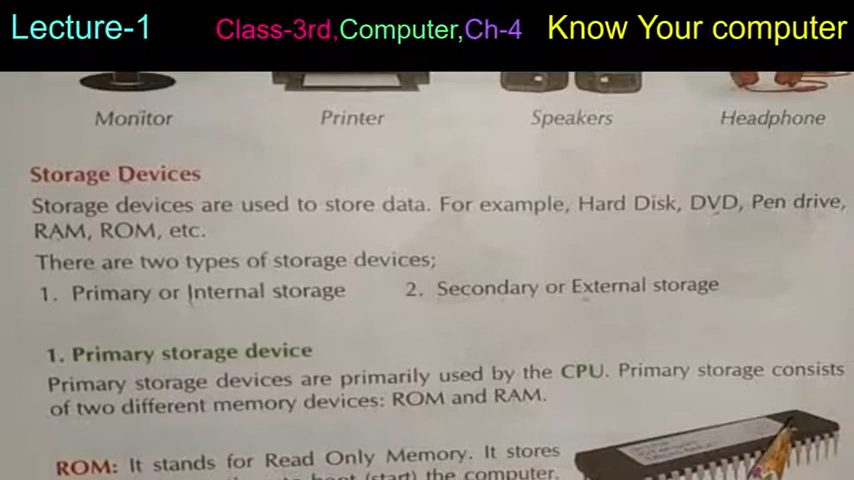 Lecture-1 Class-3rd,Computer,Ch-4 Know Your computer
Monitor Printer Speakers Headphone
Storage Devices
Storage devices are used to store data. For example, Hard Disk, DVD, Pen drive,
RAM, ROM, etc.
There are two types of storage devices;
1. Primary or Internal storage 2. Secondary or External storage
1. Primary storage device
Primary storage devices are primarily used by the CPU. Primary storage consists
of two different memory devices: ROM and RAM.
ROM: It stands for Read Only Memory. It stores
to boot (start) the computer.